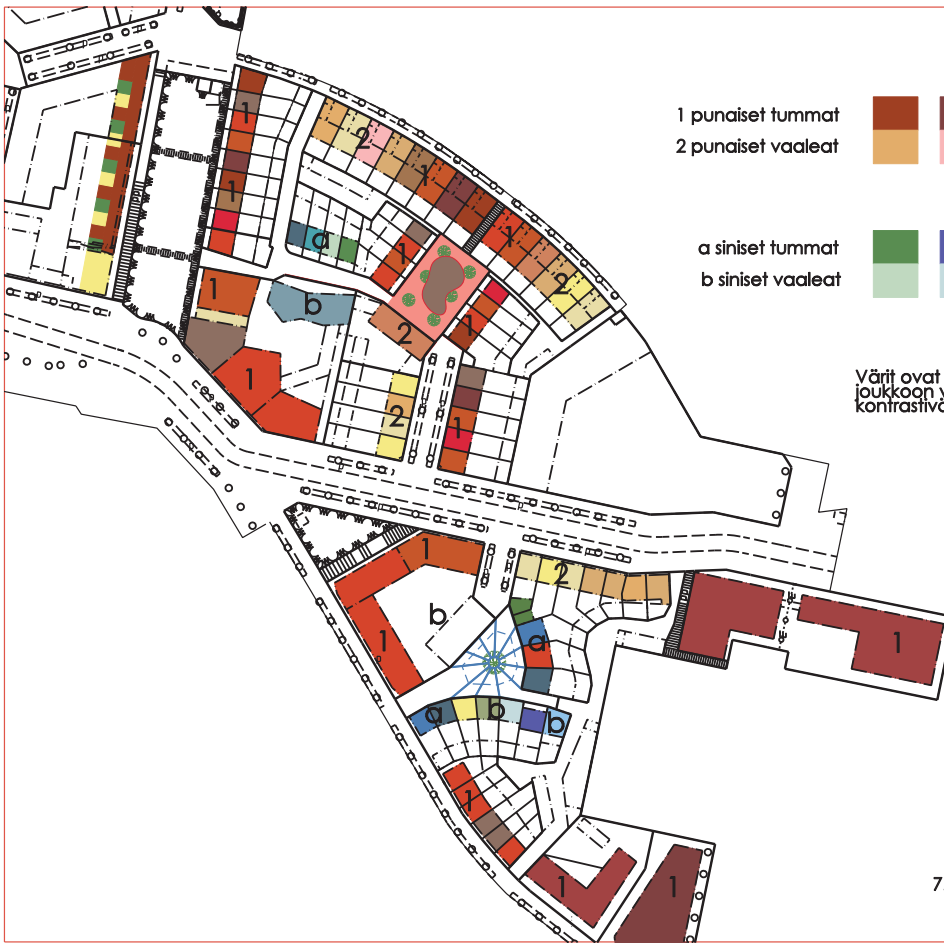 1 punaiset tummat
2 punaiset vaaleat
a siniset tummat
b siniset vaaleat
Värit ovat
joukkoon v
kontrastivä
7
1
2
1
1
1
a
1
1
2
1
b
2
1
1
2
1
1
2
b
1
a
1
a
b
b
1
1
1